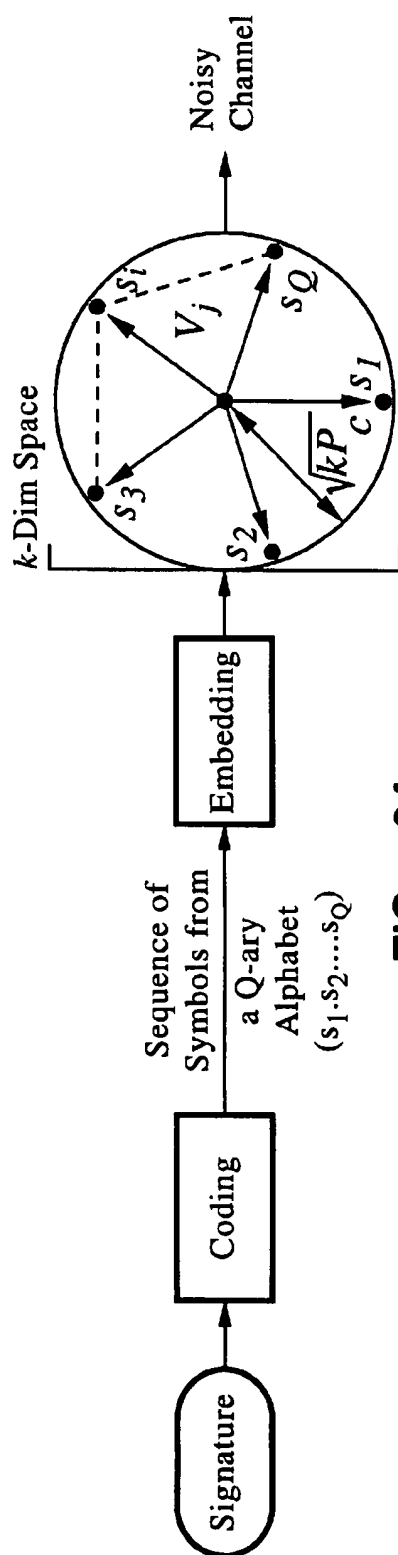 Signature
Coding
Sequence of
Symbols from
a Q-ary
Alphabet
(s1.s2....sQ)
Embedding
k-Dim Space
s3
si
Vj
s2
sQ
√kP
c
s1
Noisy
Channel